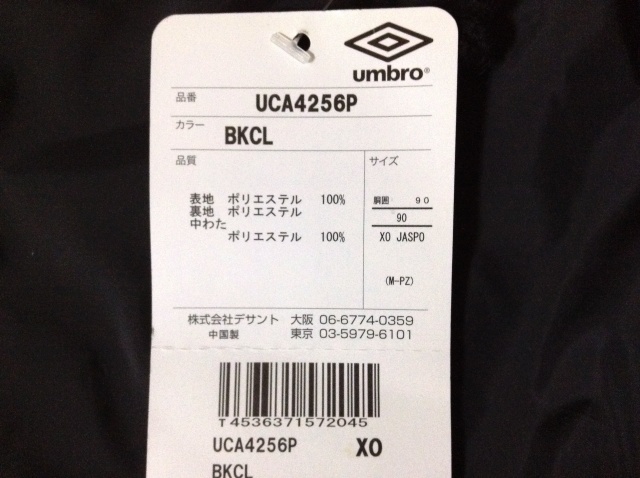 umbro®
品番 UCA4256P
カラー BKCL
品質 サイズ
表地 ポリエステル 100%
裏地 ポリエステル
中わた
ポリエステル 100%
胴囲 90
90
XO JASPO
(M-PZ)
株式会社デサント 大阪 06-6774-0359
中国製 東京 03-5979-6101
T4536371572045
UCA4256P XO
BKCL